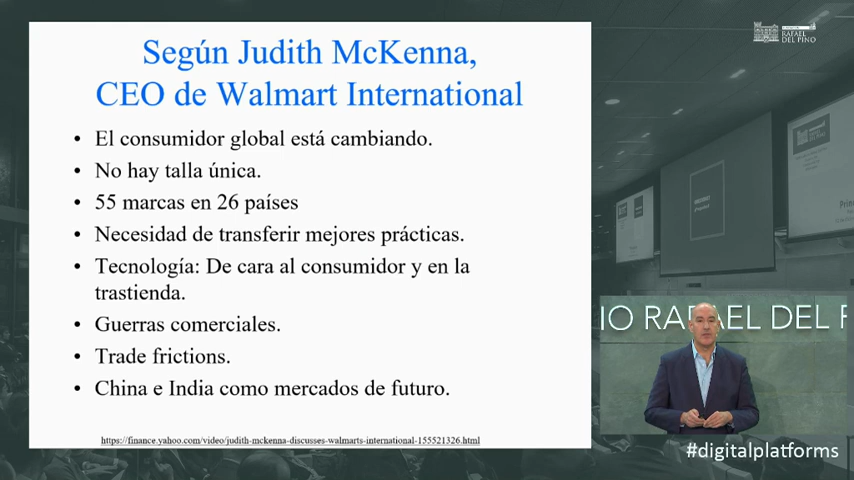 Según Judith McKenna,
CEO de Walmart International
• El consumidor global está cambiando.
• No hay talla única.
• 55 marcas en 26 países
• Necesidad de transferir mejores prácticas.
• Tecnología: De cara al consumidor y en la
trastienda.
• Guerras comerciales.
• Trade frictions.
• China e India como mercados de futuro.
https://finance.yahoo.com/video/judith-mckenna-discusses-walmarts-international-155521326.html
RAFAEL
DEL PINO
IO RAFAEL DEL P
#digitalplatforms